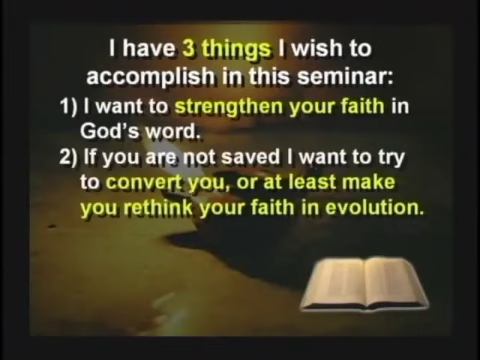 I have 3 things I wish to
accomplish in this seminar:
1) I want to strengthen your faith in
God's word.
2) If you are not saved I want to try
to convert you, or at least make
you rethink your faith in evolution.